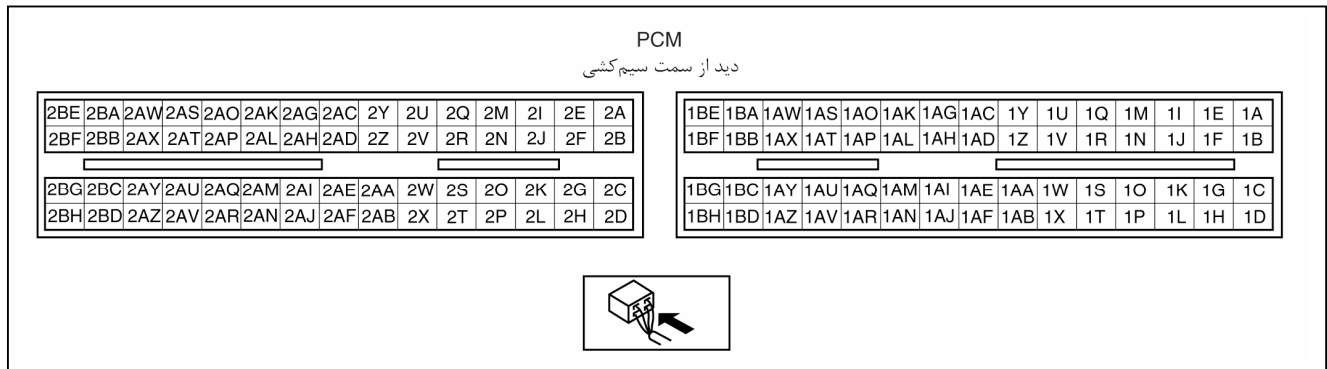 PCM
دید از سمت سیم‌کشی
2BE 2BA 2AW 2AS 2AO 2AK 2AG 2AC 2Y 2U 2Q 2M 2I 2E 2A
2BF 2BB 2AX 2AT 2AP 2AL 2AH 2AD 2Z 2V 2R 2N 2J 2F 2B
2BG 2BC 2AY 2AU 2AQ 2AM 2AI 2AE 2AA 2W 2S 2O 2K 2G 2C
2BH 2BD 2AZ 2AV 2AR 2AN 2AJ 2AF 2AB 2X 2T 2P 2L 2H 2D
1BE 1BA 1AW 1AS 1AO 1AK 1AG 1AC 1Y 1U 1Q 1M 1I 1E 1A
1BF 1BB 1AX 1AT 1AP 1AL 1AH 1AD 1Z 1V 1R 1N 1J 1F 1B
1BG 1BC 1AY 1AU 1AQ 1AM 1AI 1AE 1AA 1W 1S 1O 1K 1G 1C
1BH 1BD 1AZ 1AV 1AR 1AN 1AJ 1AF 1AB 1X 1T 1P 1L 1H 1D